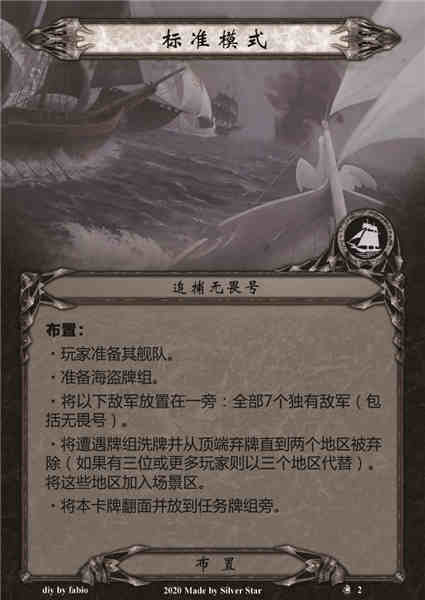 标准模式
追捕无畏号
布置：
·玩家准备其舰队。
·准备海盗牌组。
·将以下敌军放置在一旁：全部7个独有敌军（包
括无畏号）。
·将遭遇牌组洗牌并从顶端弃牌直到两个地区被弃
除（如果有三位或更多玩家则以三个地区代替）。
将这些地区加入场景区。
·将本卡牌翻面并放到任务牌组旁。
布置
diy by fabio 2020 Made by Silver Star 2